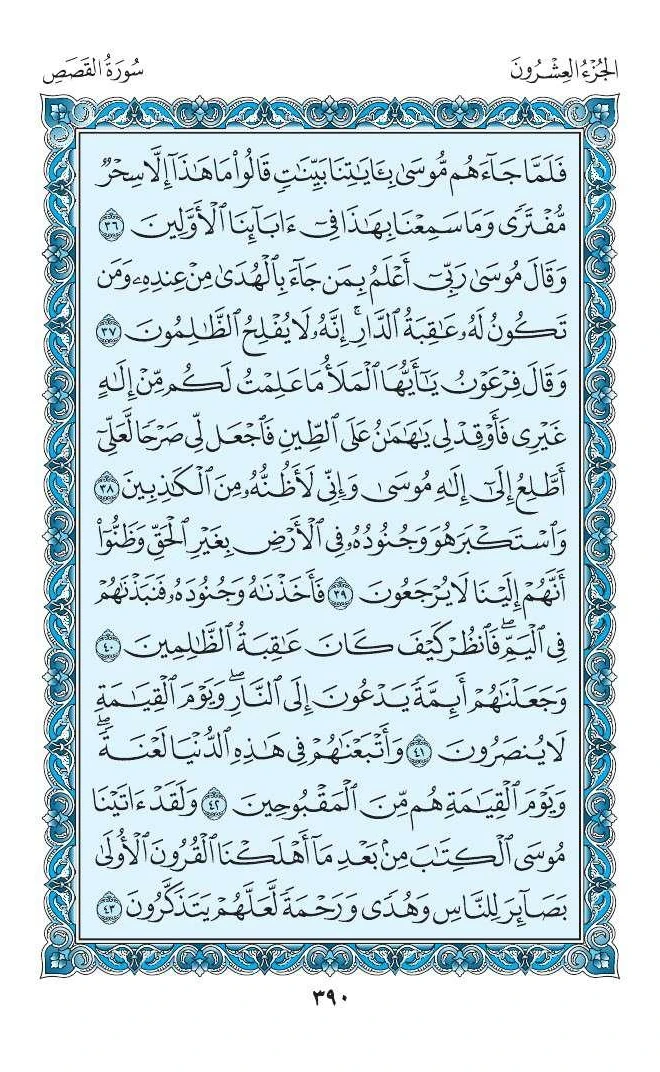 الجُزْءُ العِشْرُونَ
سُورَةُ القَصَصِ
فَلَمَّا جَآءَهُم مُّوسَىٰ بِـَٔايَٰتِنَا بَيِّنَٰتٍ قَالُوا۟ مَا هَٰذَآ إِلَّا سِحْرٌ
مُّفْتَرًى وَمَا سَمِعْنَا بِهَٰذَا فِىٓ ءَابَآئِنَا ٱلْأَوَّلِينَ ٣٦
وَقَالَ مُوسَىٰ رَبِّىٓ أَعْلَمُ بِمَن جَآءَ بِٱلْهُدَىٰ مِنْ عِندِهِۦ وَمَن
تَكُونُ لَهُۥ عَٰقِبَةُ ٱلدَّارِ ۚ إِنَّهُۥ لَا يُفْلِحُ ٱلظَّٰلِمُونَ ٣٧
وَقَالَ فِرْعَوْنُ يَٰٓأَيُّهَا ٱلْمَلَأُ مَا عَلِمْتُ لَكُم مِّنْ إِلَٰهٍ
غَيْرِى فَأَوْقِدْ لِى يَٰهَٰمَٰنُ عَلَى ٱلطِّينِ فَٱجْعَل لِّى صَرْحًا لَّعَلِّىٓ
أَطَّلِعُ إِلَىٰٓ إِلَٰهِ مُوسَىٰ وَإِنِّى لَأَظُنُّهُۥ مِنَ ٱلْكَٰذِبِينَ ٣٨
وَٱسْتَكْبَرَ هُوَ وَجُنُودُهُۥ فِى ٱلْأَرْضِ بِغَيْرِ ٱلْحَقِّ وَظَنُّوٓا۟
أَنَّهُمْ إِلَيْنَا لَا يُرْجَعُونَ ٣٩ فَأَخَذْنَٰهُ وَجُنُودَهُۥ فَنَبَذْنَٰهُمْ
فِى ٱلْيَمِّ ۖ فَٱنظُرْ كَيْفَ كَانَ عَٰقِبَةُ ٱلظَّٰلِمِينَ ٤٠
وَجَعَلْنَٰهُمْ أَئِمَّةً يَدْعُونَ إِلَى ٱلنَّارِ ۖ وَيَوْمَ ٱلْقِيَٰمَةِ
لَا يُنصَرُونَ ٤١ وَأَتْبَعْنَٰهُمْ فِى هَٰذِهِ ٱلدُّنْيَا لَعْنَةً ۖ
وَيَوْمَ ٱلْقِيَٰمَةِ هُم مِّنَ ٱلْمَقْبُوحِينَ ٤٢ وَلَقَدْ ءَاتَيْنَا
مُوسَى ٱلْكِتَٰبَ مِنۢ بَعْدِ مَآ أَهْلَكْنَا ٱلْقُرُونَ ٱلْأُولَىٰ
بَصَآئِرَ لِلنَّاسِ وَهُدًى وَرَحْمَةً لَّعَلَّهُمْ يَتَذَكَّرُونَ ٤٣
٣٩٠